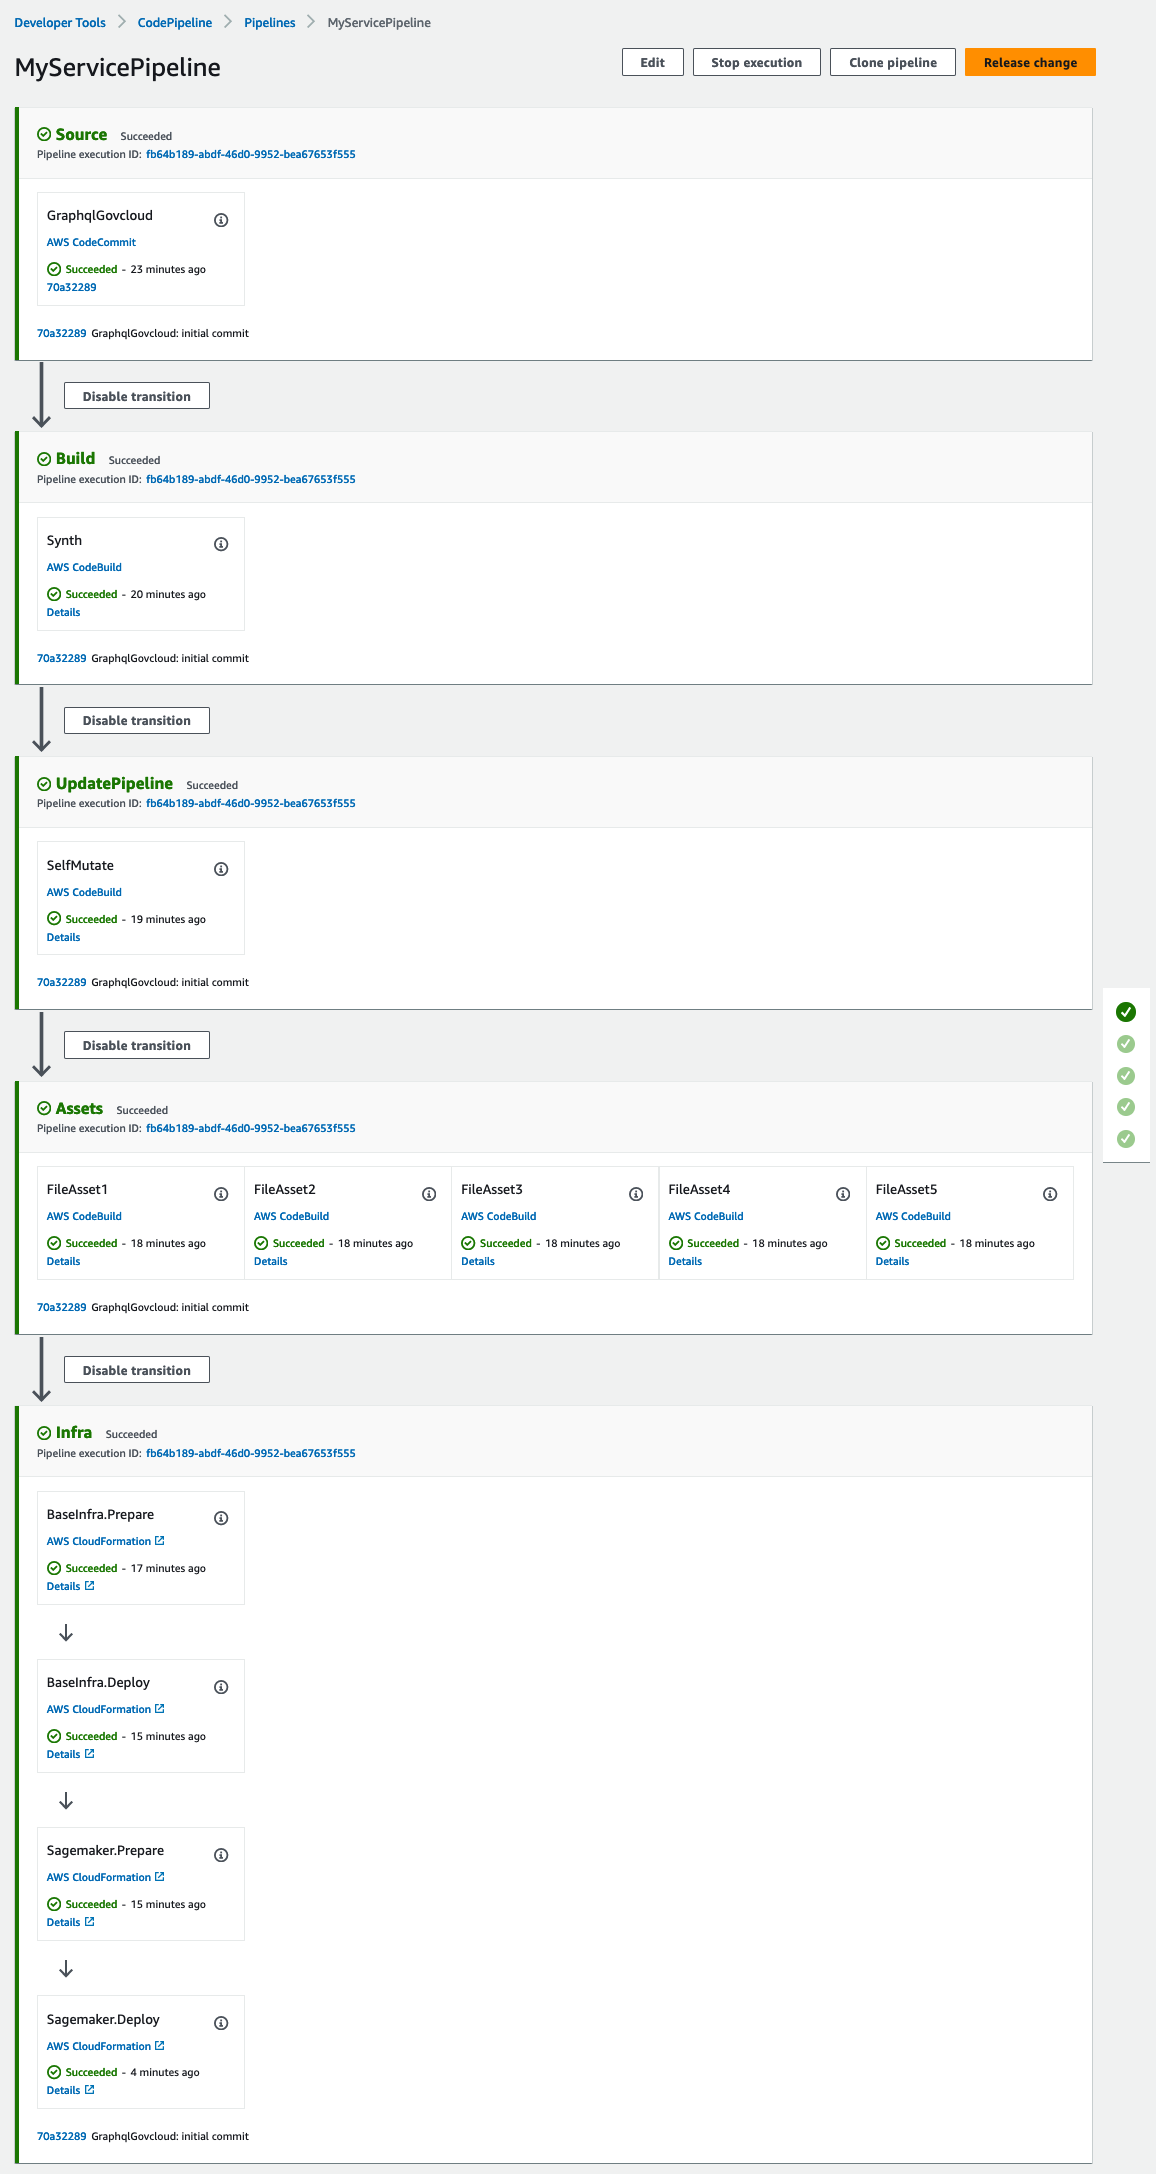 Developer Tools > CodePipeline > Pipelines > MyServicePipeline
MyServicePipeline
Edit
Stop execution
Clone pipeline
Release change
Source Succeeded
Pipeline execution ID: fb64b189-abdf-46d0-9952-bea67653f555
GraphqlGovcloud
AWS CodeCommit
Succeeded - 23 minutes ago
70a32289
70a32289 GraphqlGovcloud: initial commit
Disable transition
Build Succeeded
Pipeline execution ID: fb64b189-abdf-46d0-9952-bea67653f555
Synth
AWS CodeBuild
Succeeded - 20 minutes ago
Details
70a32289 GraphqlGovcloud: initial commit
Disable transition
UpdatePipeline Succeeded
Pipeline execution ID: fb64b189-abdf-46d0-9952-bea67653f555
SelfMutate
AWS CodeBuild
Succeeded - 19 minutes ago
Details
70a32289 GraphqlGovcloud: initial commit
Disable transition
Assets Succeeded
Pipeline execution ID: fb64b189-abdf-46d0-9952-bea67653f555
FileAsset1
AWS CodeBuild
Succeeded - 18 minutes ago
Details
FileAsset2
AWS CodeBuild
Succeeded - 18 minutes ago
Details
FileAsset3
AWS CodeBuild
Succeeded - 18 minutes ago
Details
FileAsset4
AWS CodeBuild
Succeeded - 18 minutes ago
Details
FileAsset5
AWS CodeBuild
Succeeded - 18 minutes ago
Details
70a32289 GraphqlGovcloud: initial commit
Disable transition
Infra Succeeded
Pipeline execution ID: fb64b189-abdf-46d0-9952-bea67653f555
BaseInfra.Prepare
AWS CloudFormation
Succeeded - 17 minutes ago
Details
BaseInfra.Deploy
AWS CloudFormation
Succeeded - 15 minutes ago
Details
Sagemaker.Prepare
AWS CloudFormation
Succeeded - 15 minutes ago
Details
Sagemaker.Deploy
AWS CloudFormation
Succeeded - 4 minutes ago
Details
70a32289 GraphqlGovcloud: initial commit